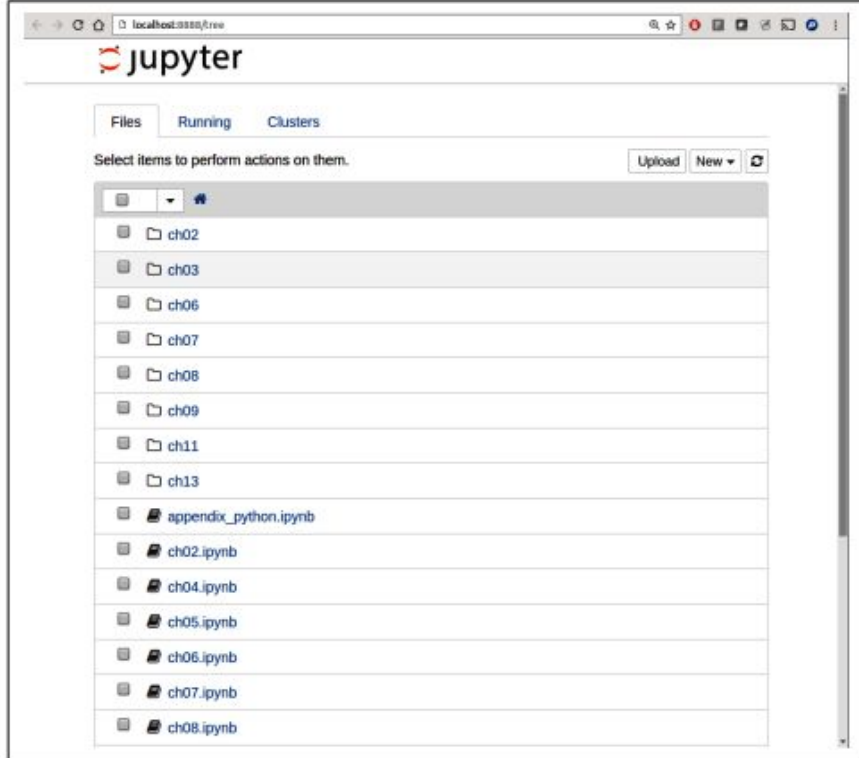 localhost:8888/tree
jupyter
Files Running Clusters
Select items to perform actions on them. Upload New
ch02
ch03
ch06
ch07
ch08
ch09
ch11
ch13
appendix_python.ipynb
ch02.ipynb
ch04.ipynb
ch05.ipynb
ch06.ipynb
ch07.ipynb
ch08.ipynb